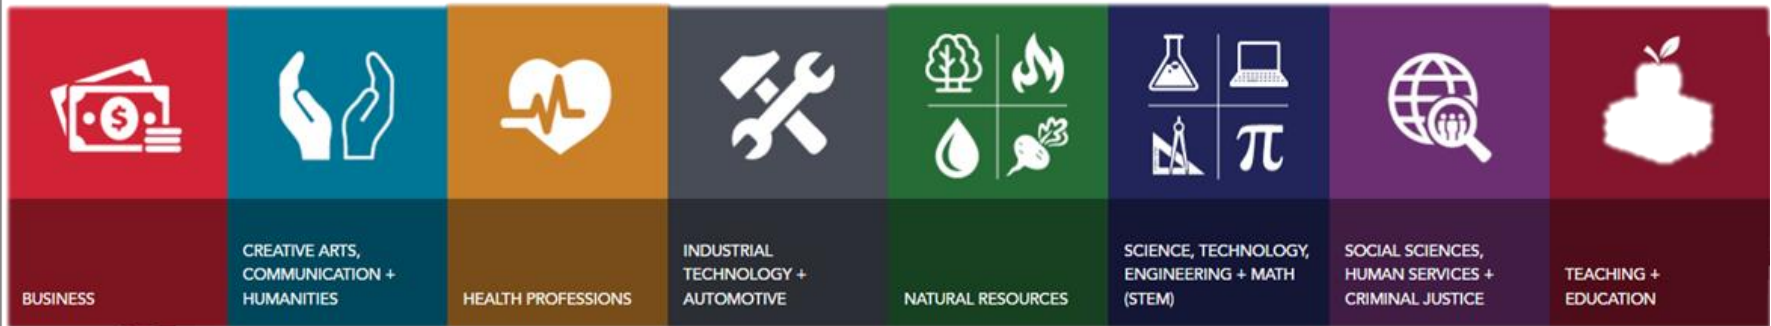 BUSINESS
CREATIVE ARTS,
COMMUNICATION +
HUMANITIES
HEALTH PROFESSIONS
INDUSTRIAL
TECHNOLOGY +
AUTOMOTIVE
NATURAL RESOURCES
SCIENCE, TECHNOLOGY,
ENGINEERING + MATH
(STEM)
SOCIAL SCIENCES,
HUMAN SERVICES +
CRIMINAL JUSTICE
TEACHING +
EDUCATION